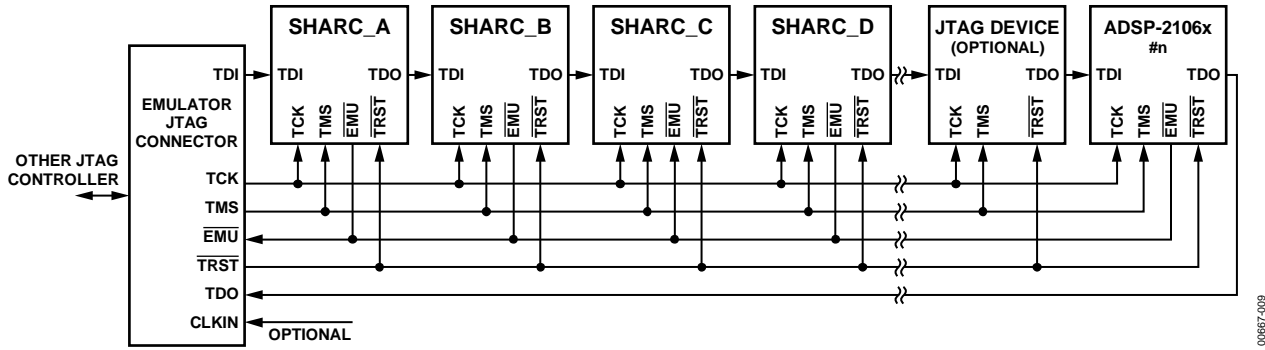 SHARC_A
SHARC_B
SHARC_C
SHARC_D
JTAG DEVICE
(OPTIONAL)
ADSP-2106x
#n
TDI
TDI
TDO
TDI
TDO
TDI
TDO
TDI
TDO
TDI
TDO
TDI
TDO
EMULATOR
JTAG
CONNECTOR
TCK
TMS
EMU
TRST
TCK
TMS
EMU
TRST
TCK
TMS
EMU
TRST
TCK
TMS
EMU
TRST
TCK
TMS
TRST
TCK
TMS
EMU
TRST
OTHER JTAG
CONTROLLER
TCK
TMS
EMU
TRST
TDO
CLKIN
OPTIONAL
00667-009